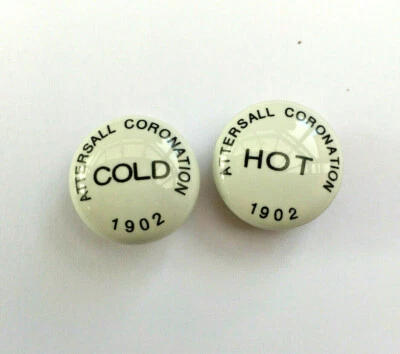 ATTERSALL CORONATION
COLD
1902
ATTERSALL CORONATION
HOT
1902